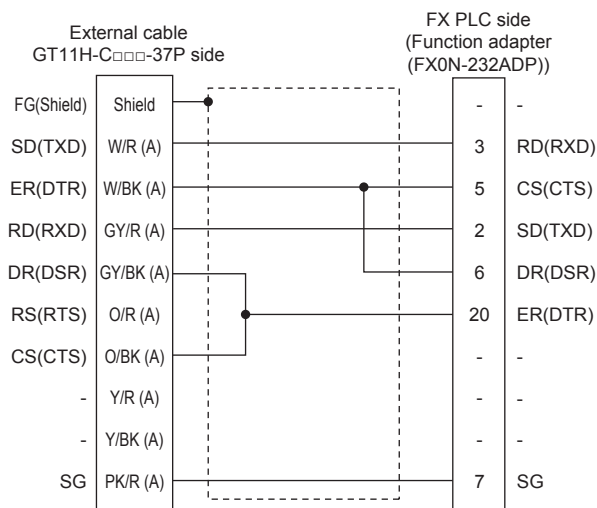 External cable
GT11H-C□□□-37P side
FX PLC side
(Function adapter
(FX0N-232ADP))
FG(Shield) Shield - -
SD(TXD) W/R (A) 3 RD(RXD)
ER(DTR) W/BK (A) 5 CS(CTS)
RD(RXD) GY/R (A) 2 SD(TXD)
DR(DSR) GY/BK (A) 6 DR(DSR)
RS(RTS) O/R (A) 20 ER(DTR)
CS(CTS) O/BK (A) - -
- Y/R (A) - -
- Y/BK (A) - -
SG PK/R (A) 7 SG